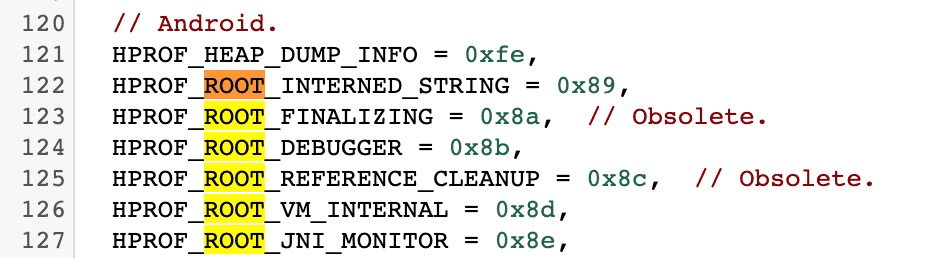 120 // Android.
121 HPROF_HEAP_DUMP_INFO = 0xfe,
122 HPROF_ROOT_INTERNED_STRING = 0x89,
123 HPROF_ROOT_FINALIZING = 0x8a,  // Obsolete.
124 HPROF_ROOT_DEBUGGER = 0x8b,
125 HPROF_ROOT_REFERENCE_CLEANUP = 0x8c,  // Obsolete.
126 HPROF_ROOT_VM_INTERNAL = 0x8d,
127 HPROF_ROOT_JNI_MONITOR = 0x8e,